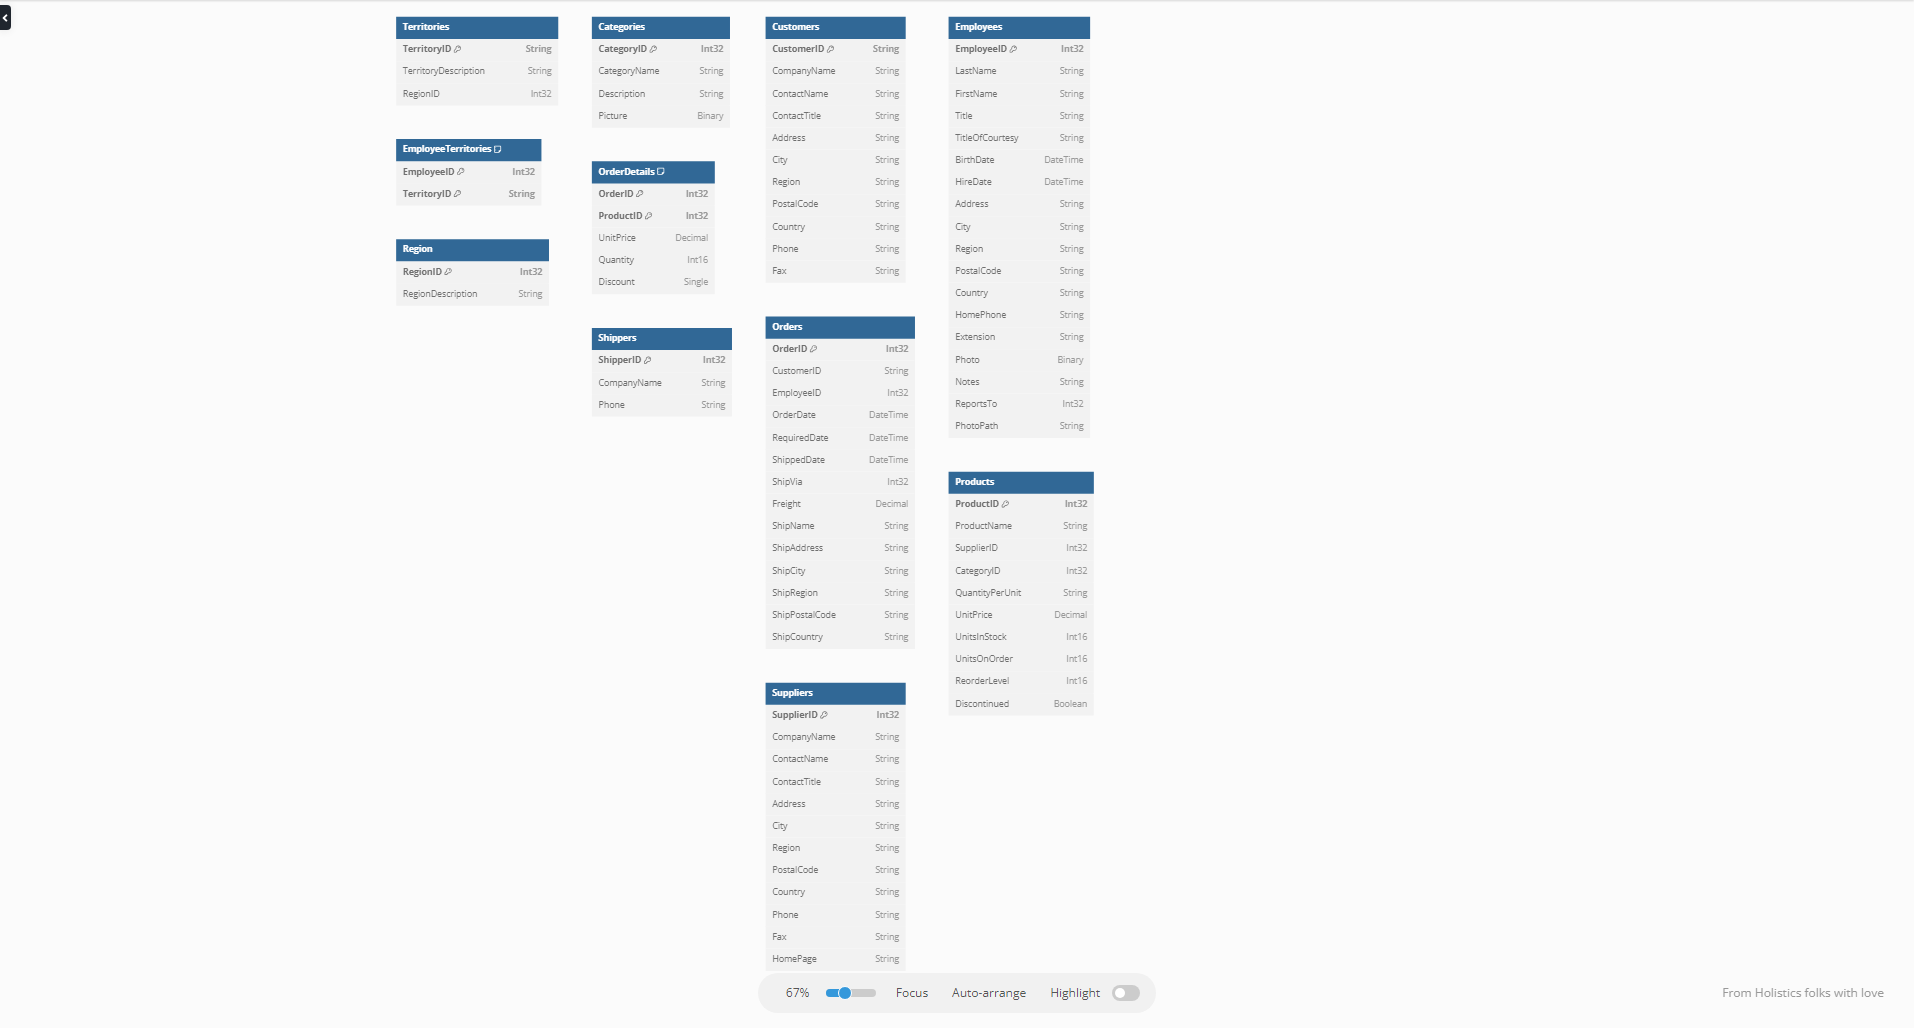 Territories
TerritoryID String
TerritoryDescription String
RegionID Int32
EmployeeTerritories
EmployeeID Int32
TerritoryID String
Region
RegionID Int32
RegionDescription String
Categories
CategoryID Int32
CategoryName String
Description String
Picture Binary
OrderDetails
OrderID Int32
ProductID Int32
UnitPrice Decimal
Quantity Int16
Discount Single
Shippers
ShipperID Int32
CompanyName String
Phone String
Customers
CustomerID String
CompanyName String
ContactName String
ContactTitle String
Address String
City String
Region String
PostalCode String
Country String
Phone String
Fax String
Orders
OrderID Int32
CustomerID String
EmployeeID Int32
OrderDate DateTime
RequiredDate DateTime
ShippedDate DateTime
ShipVia Int32
Freight Decimal
ShipName String
ShipAddress String
ShipCity String
ShipRegion String
ShipPostalCode String
ShipCountry String
Suppliers
SupplierID Int32
CompanyName String
ContactName String
ContactTitle String
Address String
City String
Region String
PostalCode String
Country String
Phone String
Fax String
HomePage String
Employees
EmployeeID Int32
LastName String
FirstName String
Title String
TitleOfCourtesy String
BirthDate DateTime
HireDate DateTime
Address String
City String
Region String
PostalCode String
Country String
HomePhone String
Extension String
Photo Binary
Notes String
ReportsTo Int32
PhotoPath String
Products
ProductID Int32
ProductName String
SupplierID Int32
CategoryID Int32
QuantityPerUnit String
UnitPrice Decimal
UnitsInStock Int16
UnitsOnOrder Int16
ReorderLevel Int16
Discontinued Boolean
67% Focus Auto-arrange Highlight
From Holistics folks with love